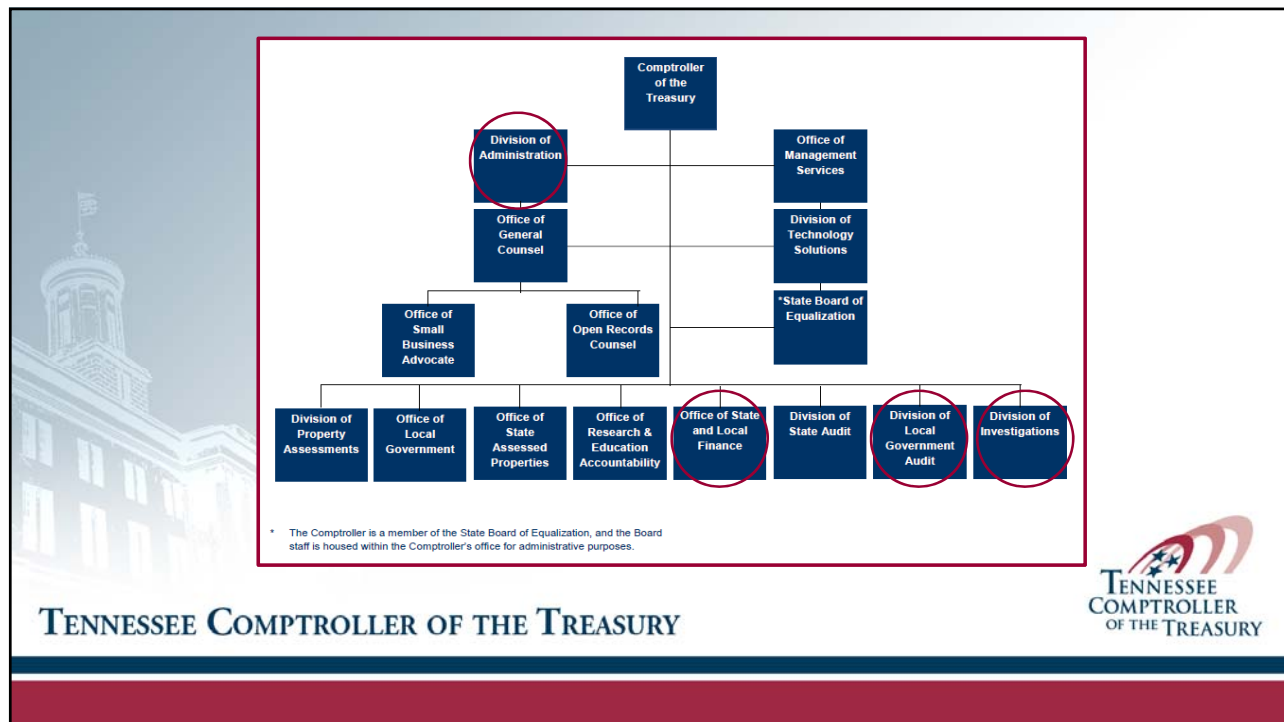 Comptroller
of the
Treasury
Division of
Administration
Office of
Management
Services
Office of
General
Counsel
Division of
Technology
Solutions
Office of
Small
Business
Advocate
Office of
Open Records
Counsel
*State Board of
Equalization
Division of
Property
Assessments
Office of
Local
Government
Office of
State
Assessed
Properties
Office of
Research &
Education
Accountability
Office of State
and Local
Finance
Division of
State Audit
Division of
Local
Government
Audit
Division of
Investigations
* The Comptroller is a member of the State Board of Equalization, and the Board
staff is housed within the Comptroller's office for administrative purposes.
TENNESSEE COMPTROLLER OF THE TREASURY
TENNESSEE
COMPTROLLER
OF THE TREASURY